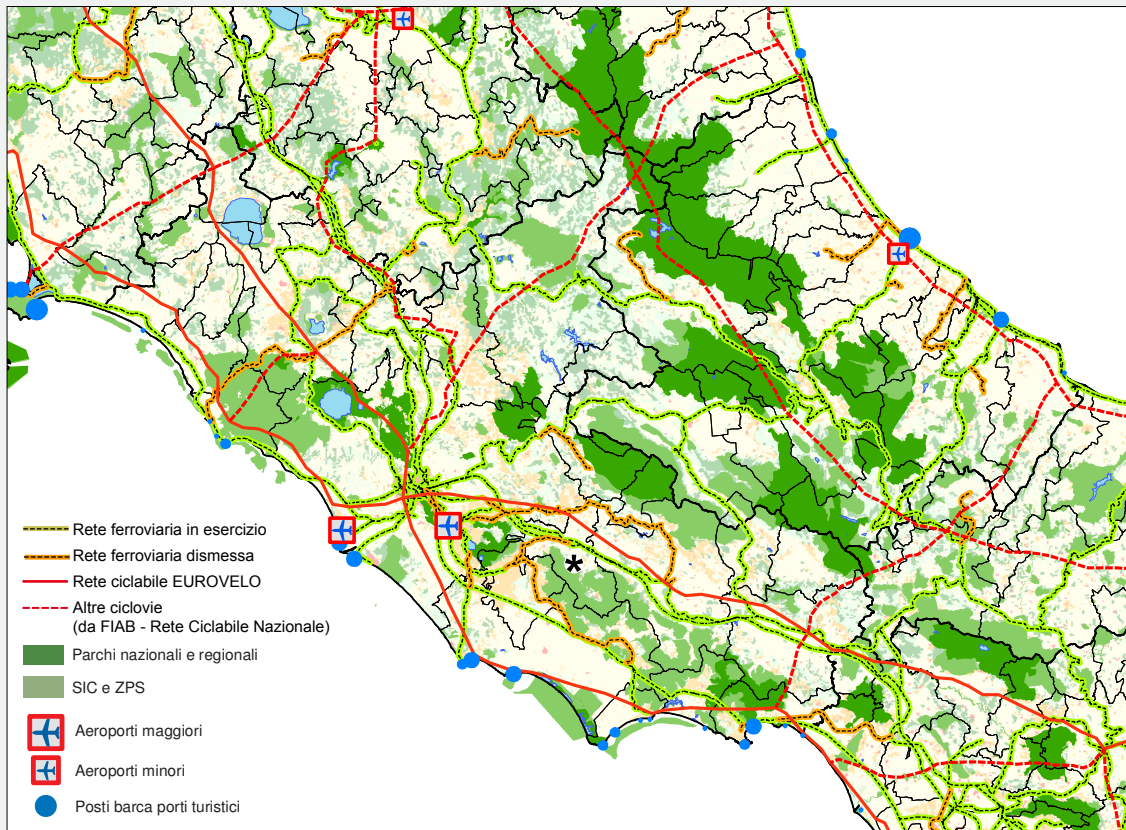 *
Rete ferroviaria in esercizio
Rete ferroviaria dismessa
Rete ciclabile EUROVELO
Altre ciclovie
(da FIAB - Rete Ciclabile Nazionale)
Parchi nazionali e regionali
SIC e ZPS
Aeroporti maggiori
Aeroporti minori
Posti barca porti turistici